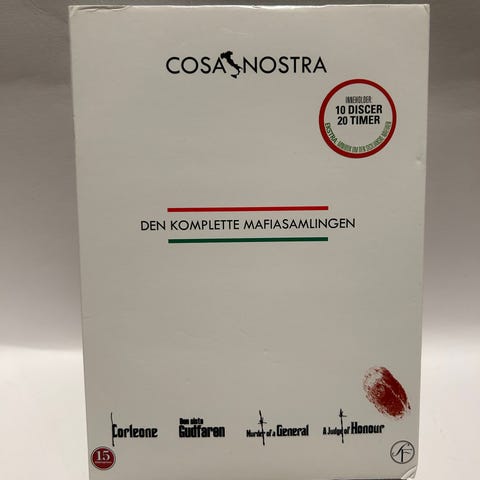 COSA NOSTRA
INNEHOLDER:
10 DISCER
20 TIMER
DEN KOMPLETTE MAFIASAMLINGEN
Corleone
Den siste
Gudfaren
Murder of a General
A Judge of Honour
15
SF